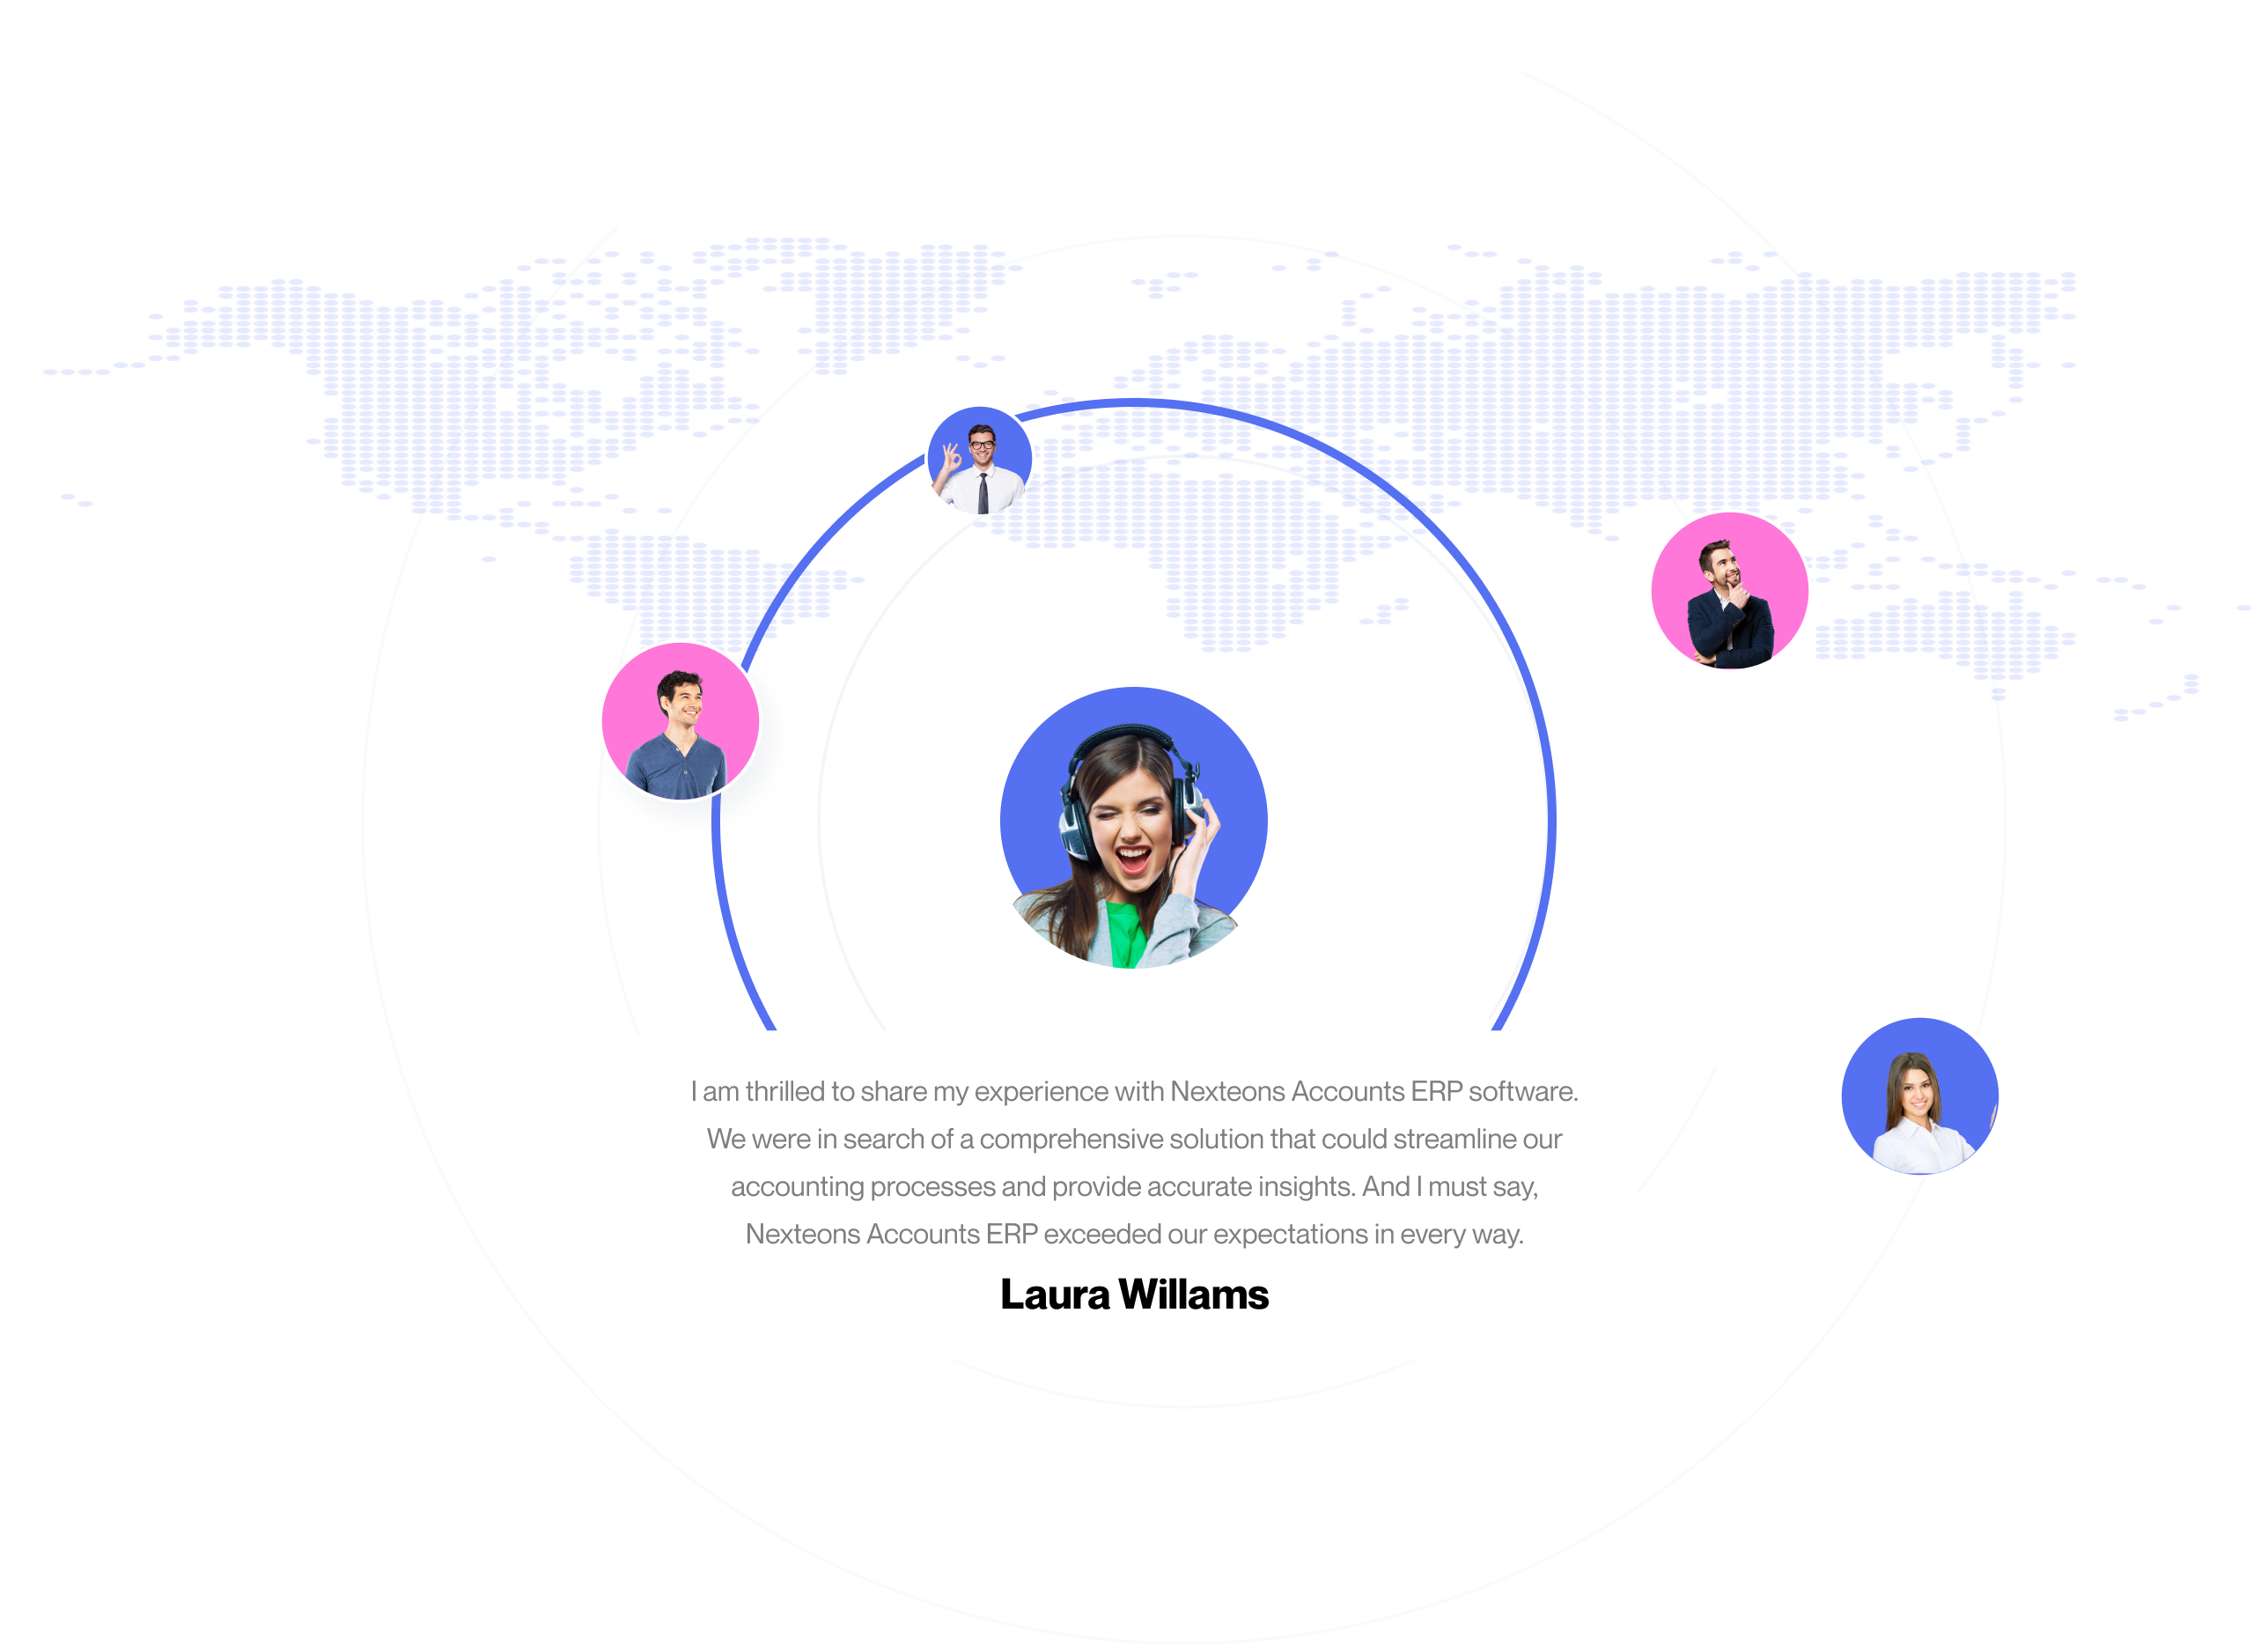 I am thrilled to share my experience with Nexteons Accounts ERP software.
We were in search of a comprehensive solution that could streamline our
accounting processes and provide accurate insights. And I must say,
Nexteons Accounts ERP exceeded our expectations in every way.
Laura Willams